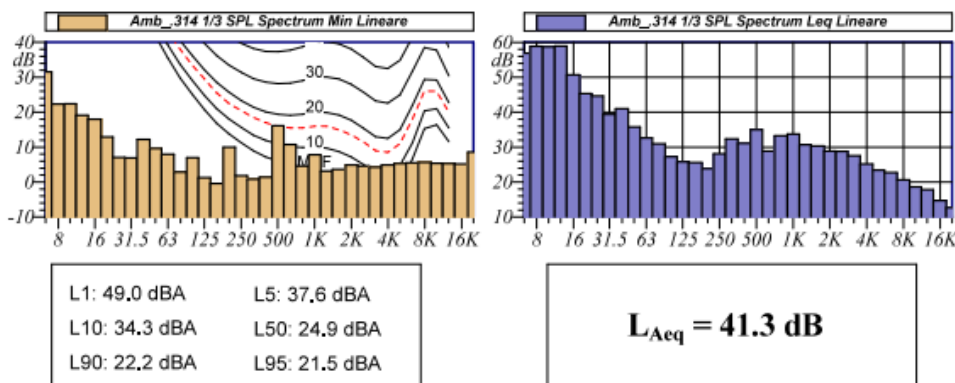 Amb_.314 1/3 SPL Spectrum Min Lineare
40
dB
30
20
10
0
-10
30
20
10
8 16 31.5 63 125 250 500 1K 2K 4K 8K 16K
Amb_.314 1/3 SPL Spectrum Leq Lineare
60
dB
50
40
30
20
10
8 16 31.5 63 125 250 500 1K 2K 4K 8K 16K
L1: 49.0 dBA L5: 37.6 dBA
L10: 34.3 dBA L50: 24.9 dBA
L90: 22.2 dBA L95: 21.5 dBA
LAeq = 41.3 dB